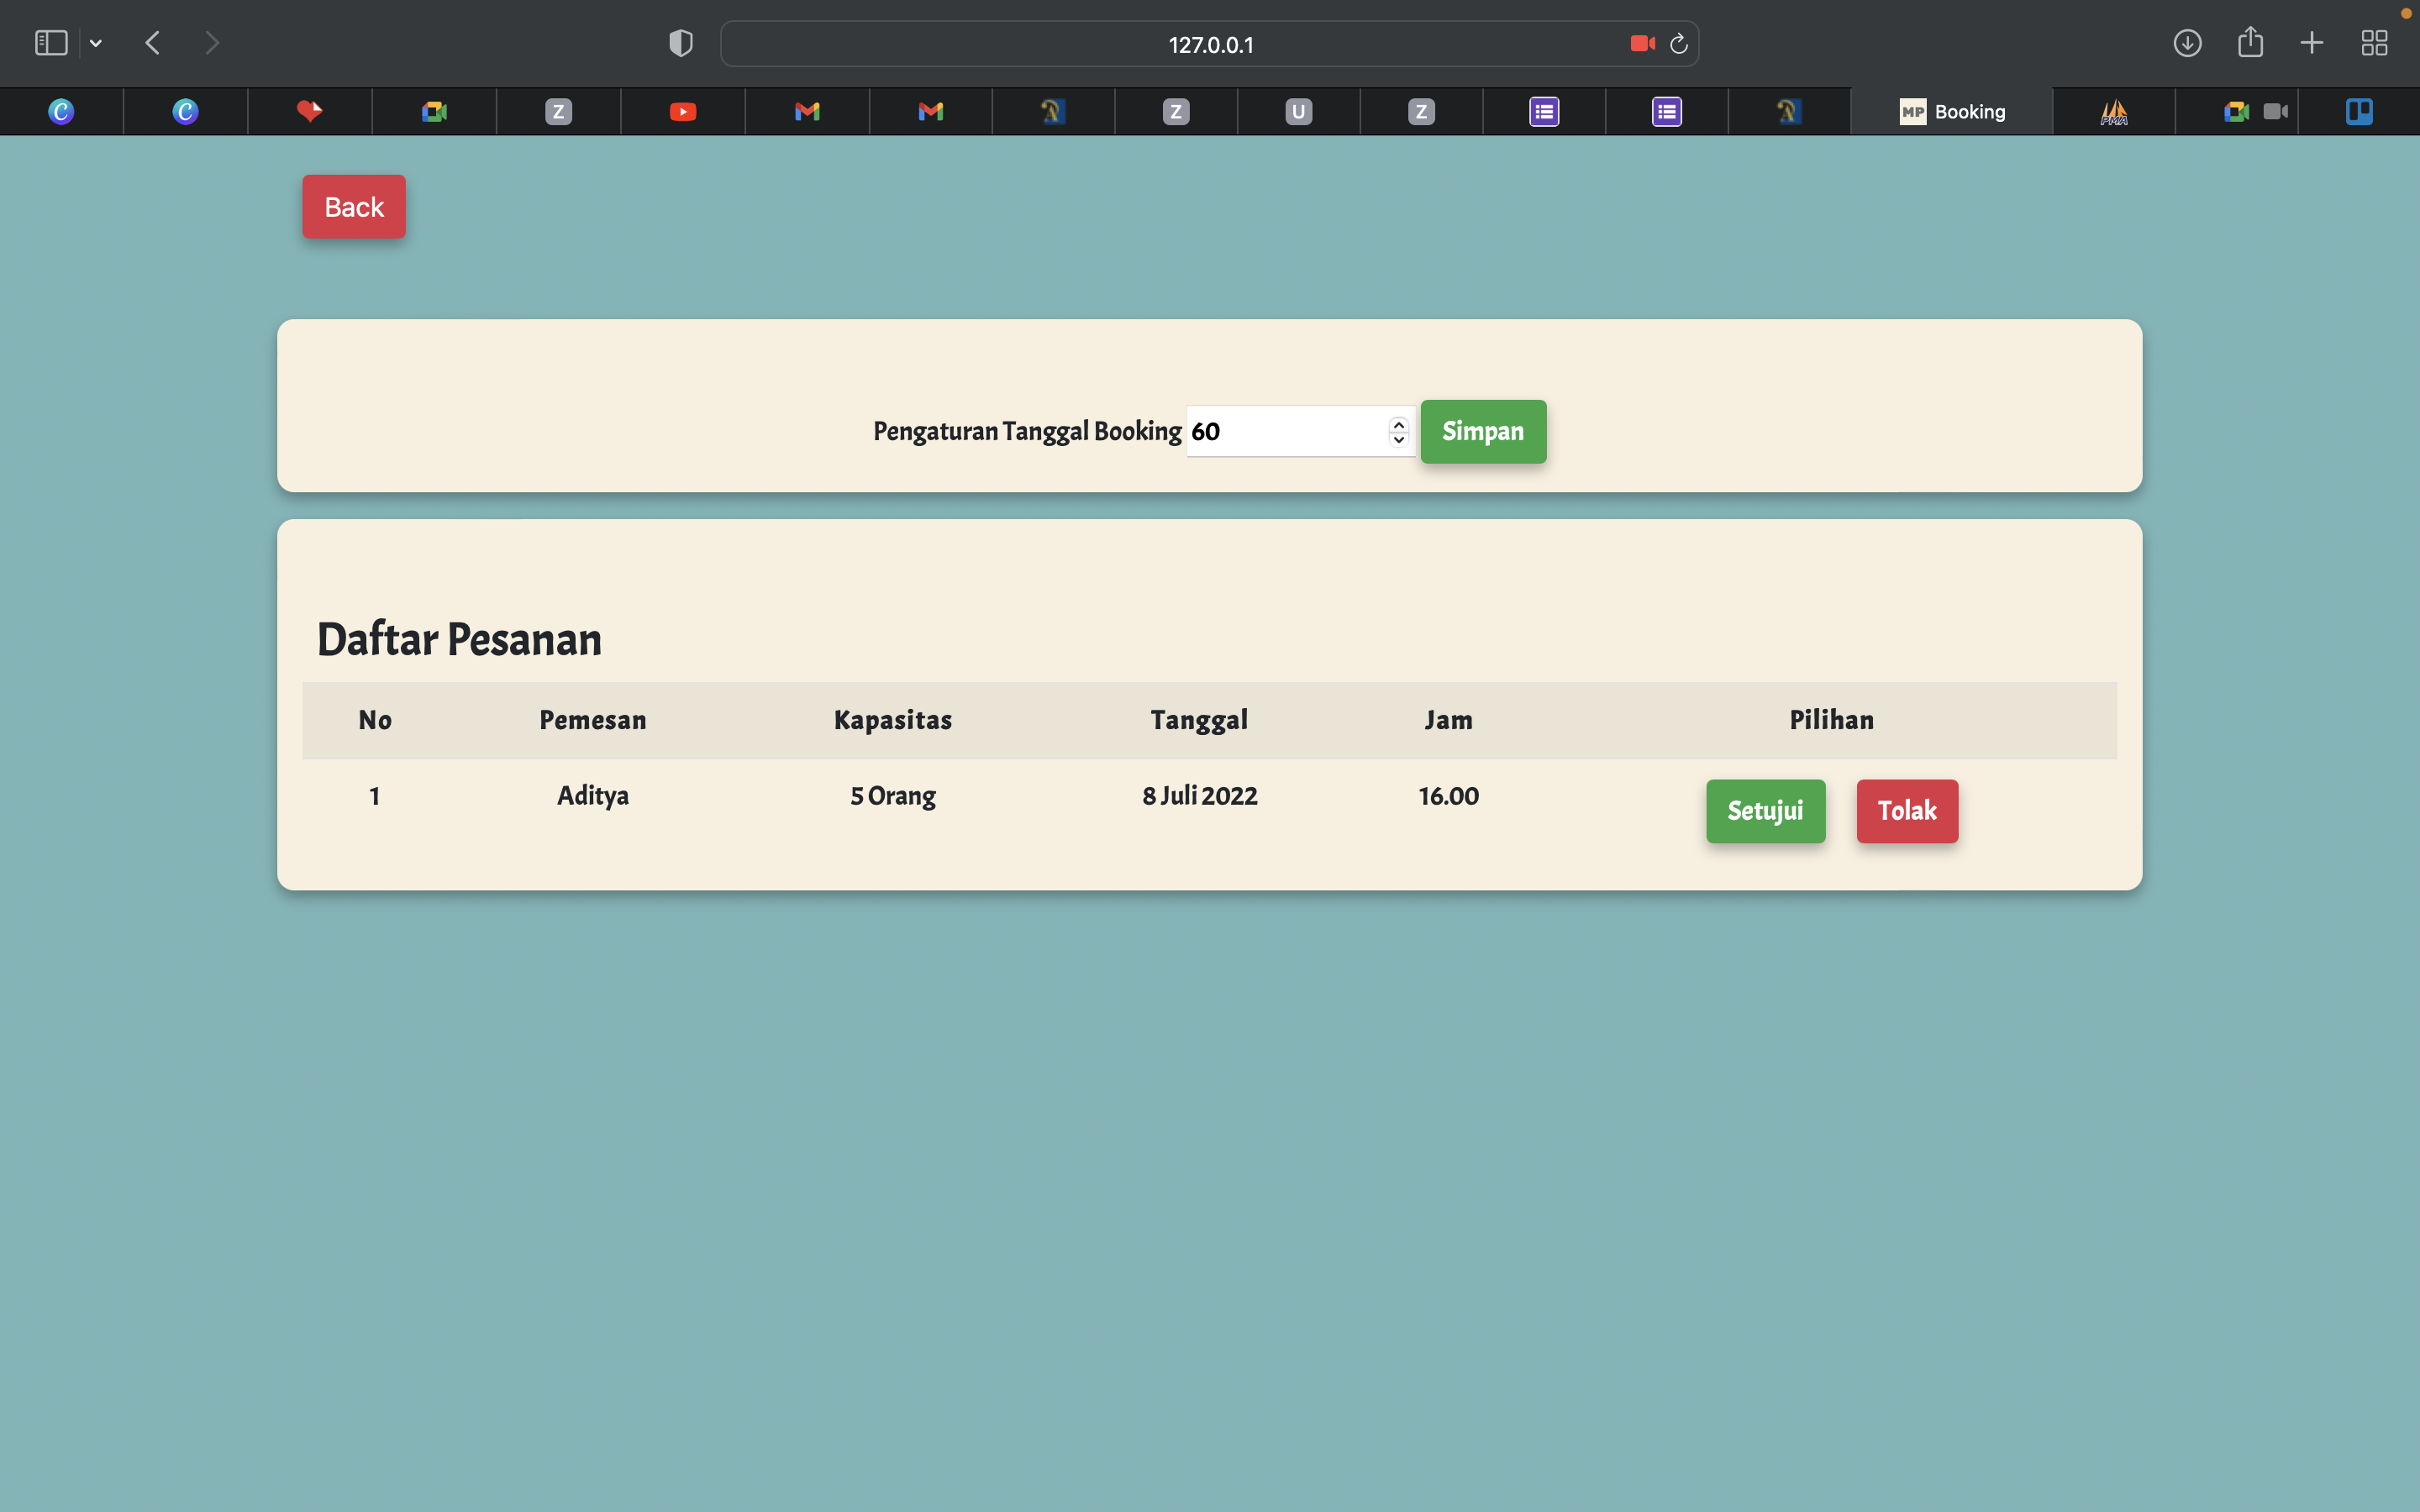 127.0.0.1
C
C
Z
Z
U
Z
MP Booking
PMA
Back
Pengaturan Tanggal Booking 60 Simpan
Daftar Pesanan
No Pemesan Kapasitas Tanggal Jam Pilihan
1 Aditya 5 Orang 8 Juli 2022 16.00 Setujui Tolak